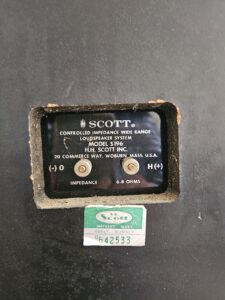 SCOTT®
CONTROLLED IMPEDANCE WIDE RANGE
LOUDSPEAKER SYSTEM
MODEL S196
H.H. SCOTT INC.
20 COMMERCE WAY, WOBURN MASS. U.S.A.
(-) 0 H (+)
IMPEDANCE 6-8 OHMS
Scott
642533